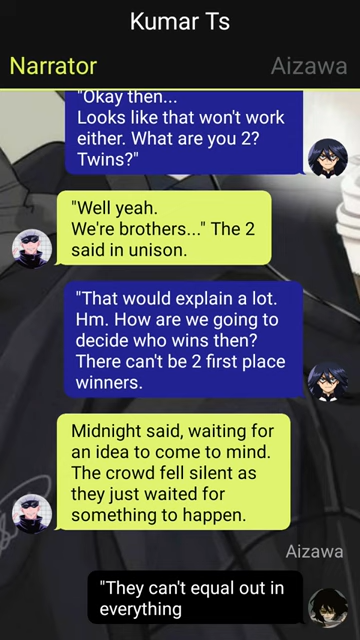 Kumar Ts
Narrator
Aizawa
"Okay then...
Looks like that won't work
either. What are you 2?
Twins?"
"Well yeah.
We're brothers..." The 2
said in unison.
"That would explain a lot.
Hm. How are we going to
decide who wins then?
There can't be 2 first place
winners.
Midnight said, waiting for
an idea to come to mind.
The crowd fell silent as
they just waited for
something to happen.
Aizawa
"They can't equal out in
everything